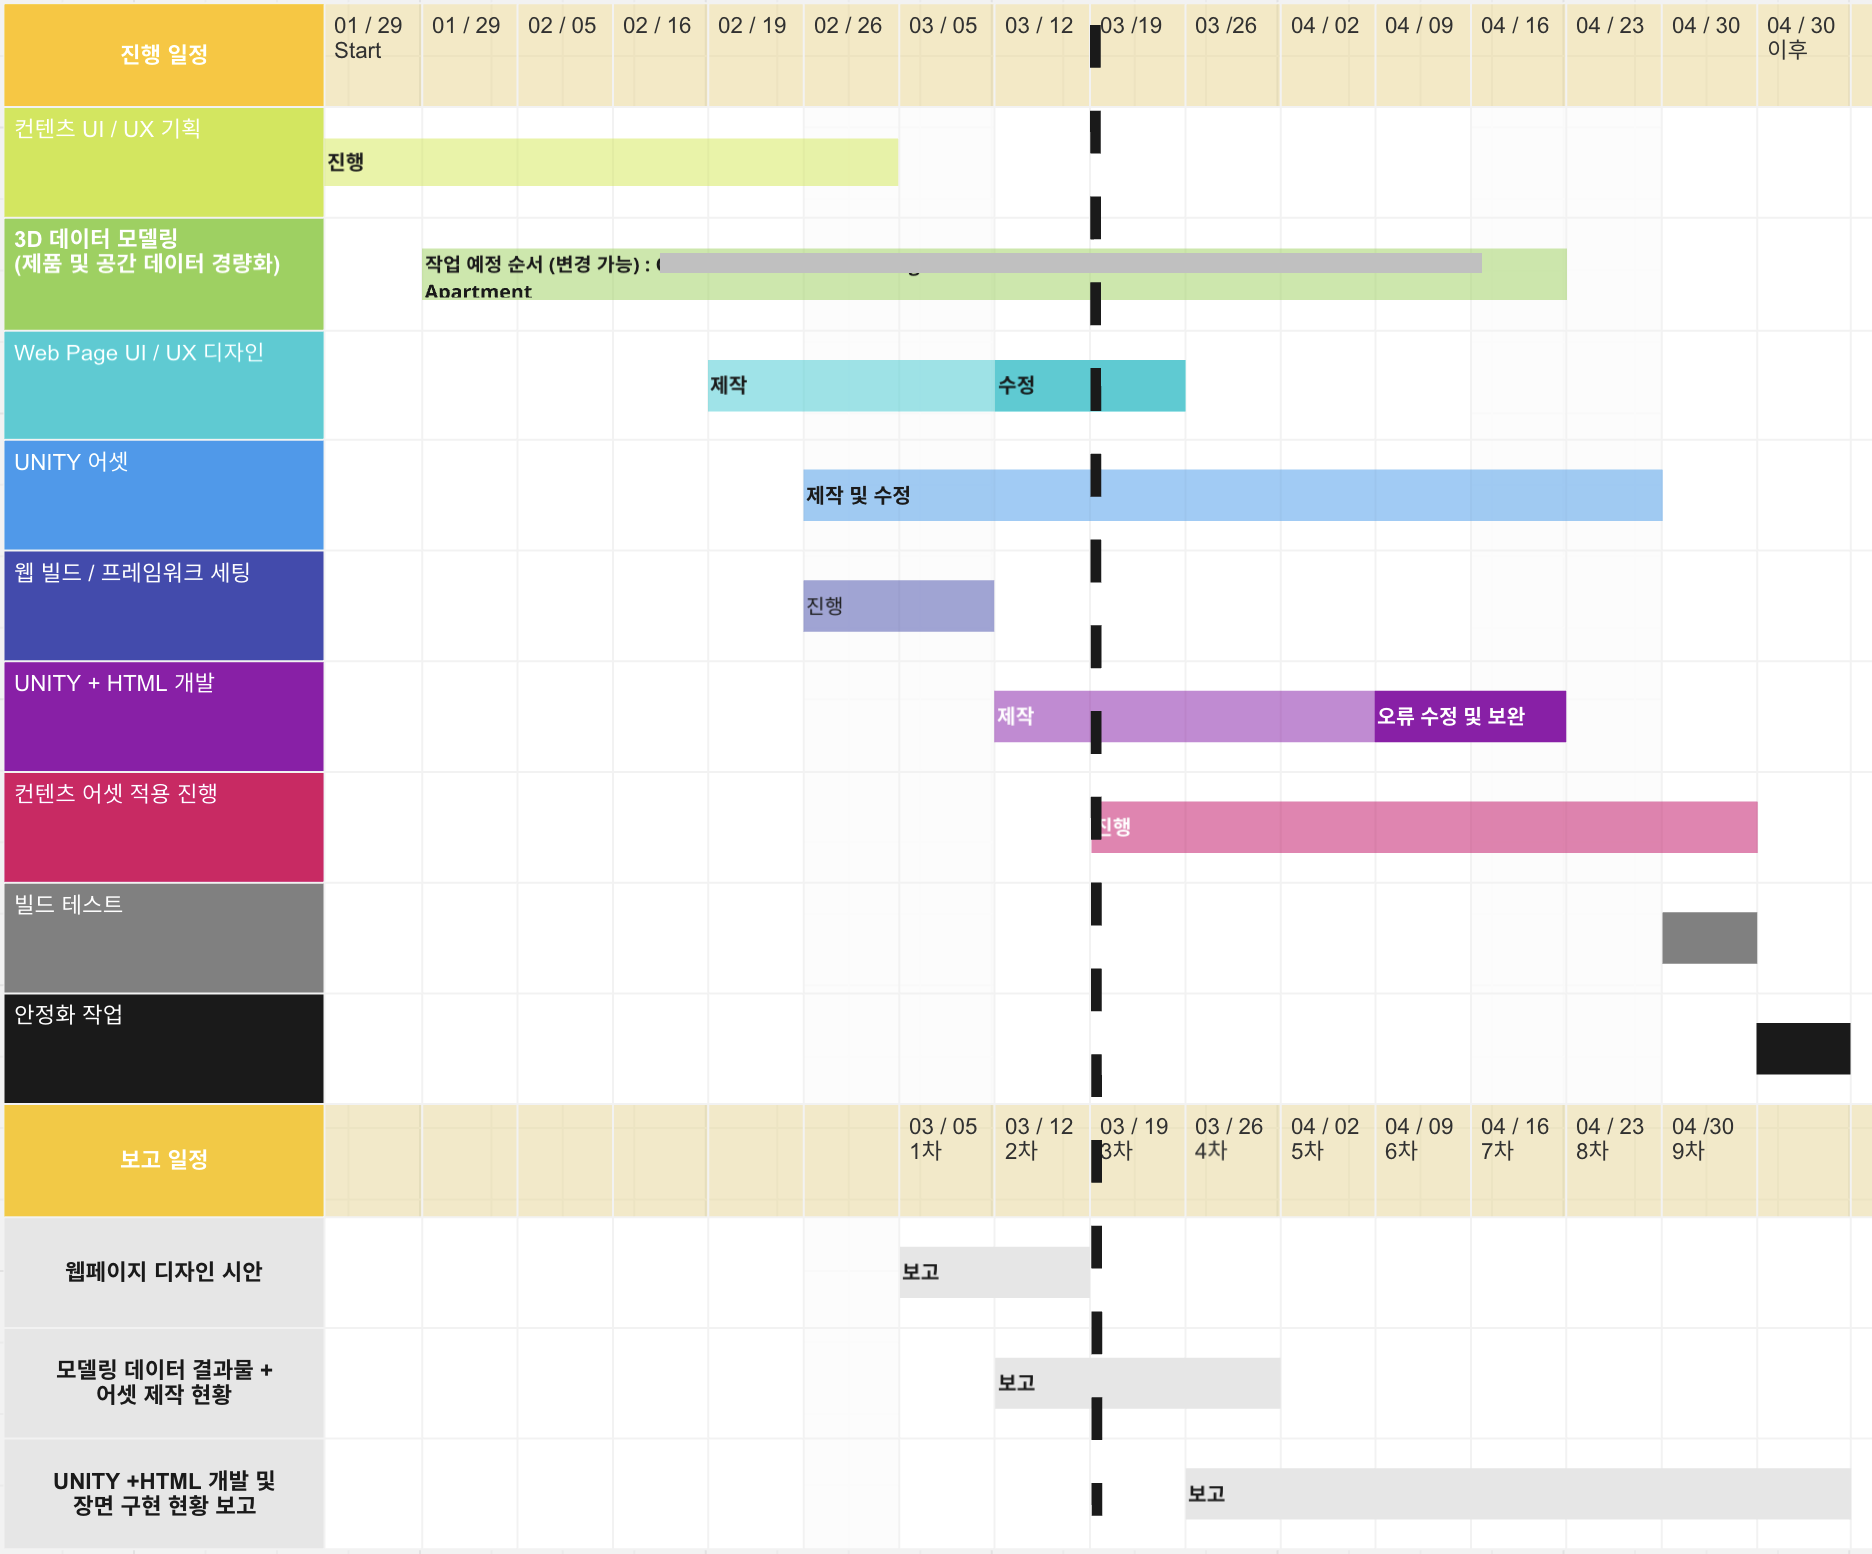 진행 일정
01 / 29
Start
01 / 29
02 / 05
02 / 16
02 / 19
02 / 26
03 / 05
03 / 12
03 /19
03 /26
04 / 02
04 / 09
04 / 16
04 / 23
04 / 30
04 / 30
이후
컨텐츠 UI / UX 기획
진행
3D 데이터 모델링
(제품 및 공간 데이터 경량화)
작업 예정 순서 (변경 가능) :
Apartment
Web Page UI / UX 디자인
제작
수정
UNITY 어셋
제작 및 수정
웹 빌드 / 프레임워크 세팅
진행
UNITY + HTML 개발
제작
오류 수정 및 보완
컨텐츠 어셋 적용 진행
진행
빌드 테스트
안정화 작업
보고 일정
03 / 05
1차
03 / 12
2차
03 / 19
3차
03 / 26
4차
04 / 02
5차
04 / 09
6차
04 / 16
7차
04 / 23
8차
04 /30
9차
웹페이지 디자인 시안
보고
모델링 데이터 결과물 +
어셋 제작 현황
보고
UNITY +HTML 개발 및
장면 구현 현황 보고
보고